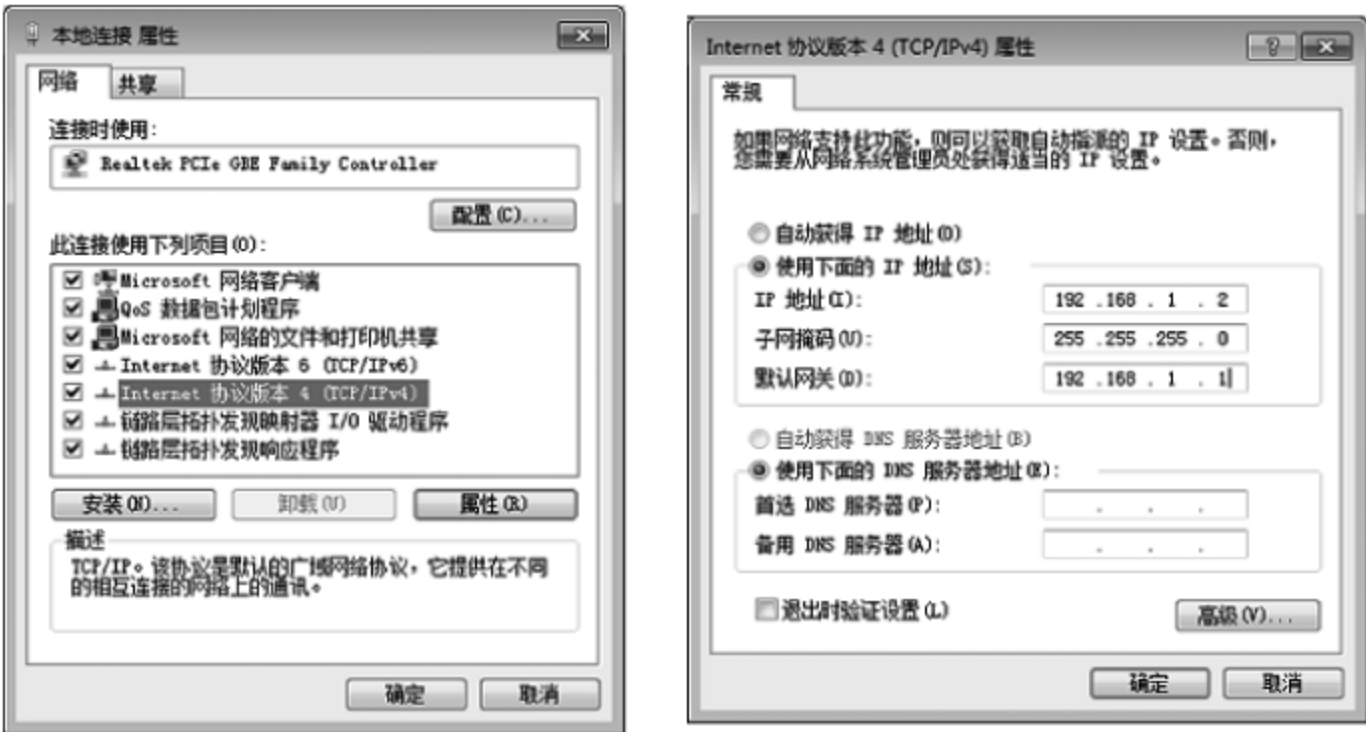 本地连接 属性
网络
共享
连接时使用:
Realtek PCIe GBE Family Controller
配置(C)...
此连接使用下列项目(O):
Microsoft 网络客户端
QoS 数据包计划程序
Microsoft 网络的文件和打印机共享
Internet 协议版本 6 (TCP/IPv6)
Internet 协议版本 4 (TCP/IPv4)
链路层拓扑发现映射器 I/O 驱动程序
链路层拓扑发现响应程序
安装(N)...
卸载(U)
属性(R)
描述
TCP/IP。该协议是默认的广域网络协议，它提供在不同
的相互连接的网络上的通讯。
确定
取消
Internet 协议版本 4 (TCP/IPv4) 属性
常规
如果网络支持此功能，则可以获取自动指派的 IP 设置。否则，
您需要从网络系统管理员处获得适当的 IP 设置。
自动获得 IP 地址(O)
使用下面的 IP 地址(S):
IP 地址(I):
192 .168 . 1 . 2
子网掩码(U):
255 .255 .255 . 0
默认网关(D):
192 .168 . 1 . 1
自动获得 DNS 服务器地址(B)
使用下面的 DNS 服务器地址(E):
首选 DNS 服务器(P):
. . .
备用 DNS 服务器(A):
. . .
退出时验证设置(L)
高级(V)...
确定
取消